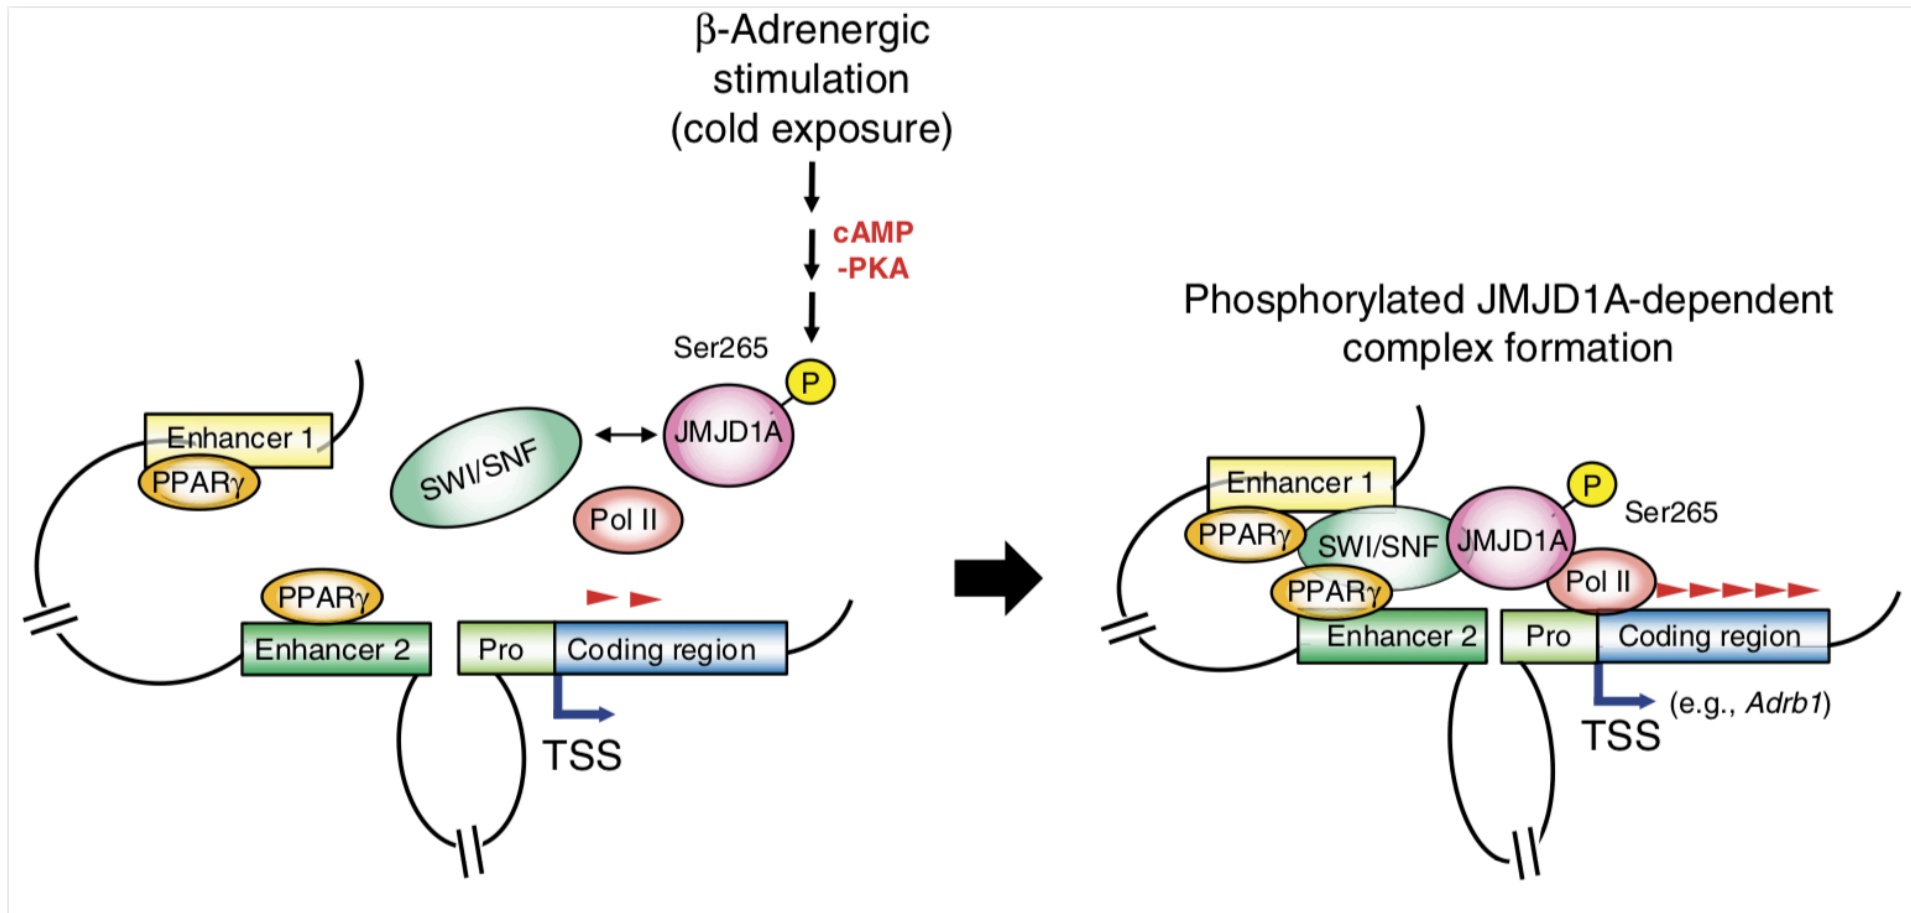 β-Adrenergic
stimulation
(cold exposure)
cAMP
-PKA
Ser265
P
JMJD1A
SWI/SNF
Pol II
Enhancer 1
PPARγ
PPARγ
Enhancer 2
Pro
Coding region
TSS
Phosphorylated JMJD1A-dependent
complex formation
Enhancer 1
P
Ser265
PPARγ
SWI/SNF
JMJD1A
Pol II
PPARγ
Enhancer 2
Pro
Coding region
TSS
(e.g., Adrb1)